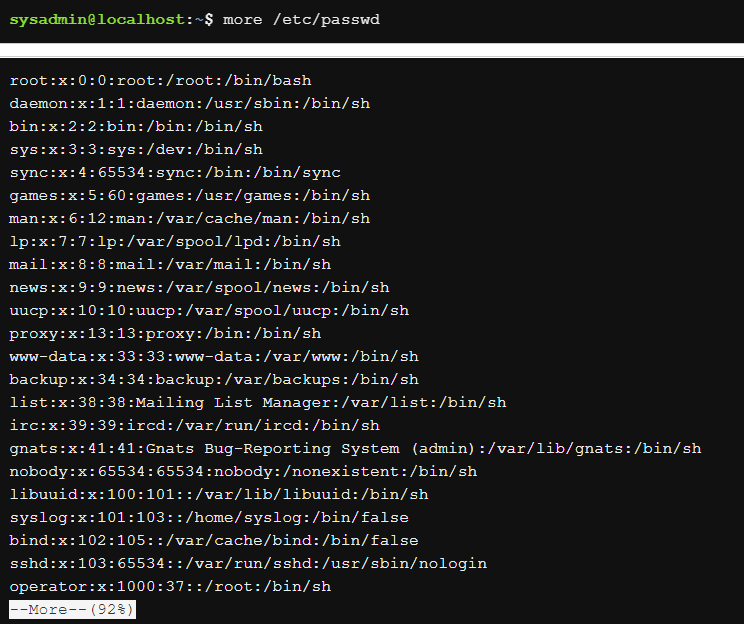 sysadmin@localhost:~$ more /etc/passwd
root:x:0:0:root:/root:/bin/bash
daemon:x:1:1:daemon:/usr/sbin:/bin/sh
bin:x:2:2:bin:/bin:/bin/sh
sys:x:3:3:sys:/dev:/bin/sh
sync:x:4:65534:sync:/bin:/bin/sync
games:x:5:60:games:/usr/games:/bin/sh
man:x:6:12:man:/var/cache/man:/bin/sh
lp:x:7:7:lp:/var/spool/lpd:/bin/sh
mail:x:8:8:mail:/var/mail:/bin/sh
news:x:9:9:news:/var/spool/news:/bin/sh
uucp:x:10:10:uucp:/var/spool/uucp:/bin/sh
proxy:x:13:13:proxy:/bin:/bin/sh
www-data:x:33:33:www-data:/var/www:/bin/sh
backup:x:34:34:backup:/var/backups:/bin/sh
list:x:38:38:Mailing List Manager:/var/list:/bin/sh
irc:x:39:39:ircd:/var/run/ircd:/bin/sh
gnats:x:41:41:Gnats Bug-Reporting System (admin):/var/lib/gnats:/bin/sh
nobody:x:65534:65534:nobody:/nonexistent:/bin/sh
libuuid:x:100:101::/var/lib/libuuid:/bin/sh
syslog:x:101:103::/home/syslog:/bin/false
bind:x:102:105::/var/cache/bind:/bin/false
sshd:x:103:65534::/var/run/sshd:/usr/sbin/nologin
operator:x:1000:37::/root:/bin/sh
--More--(92%)